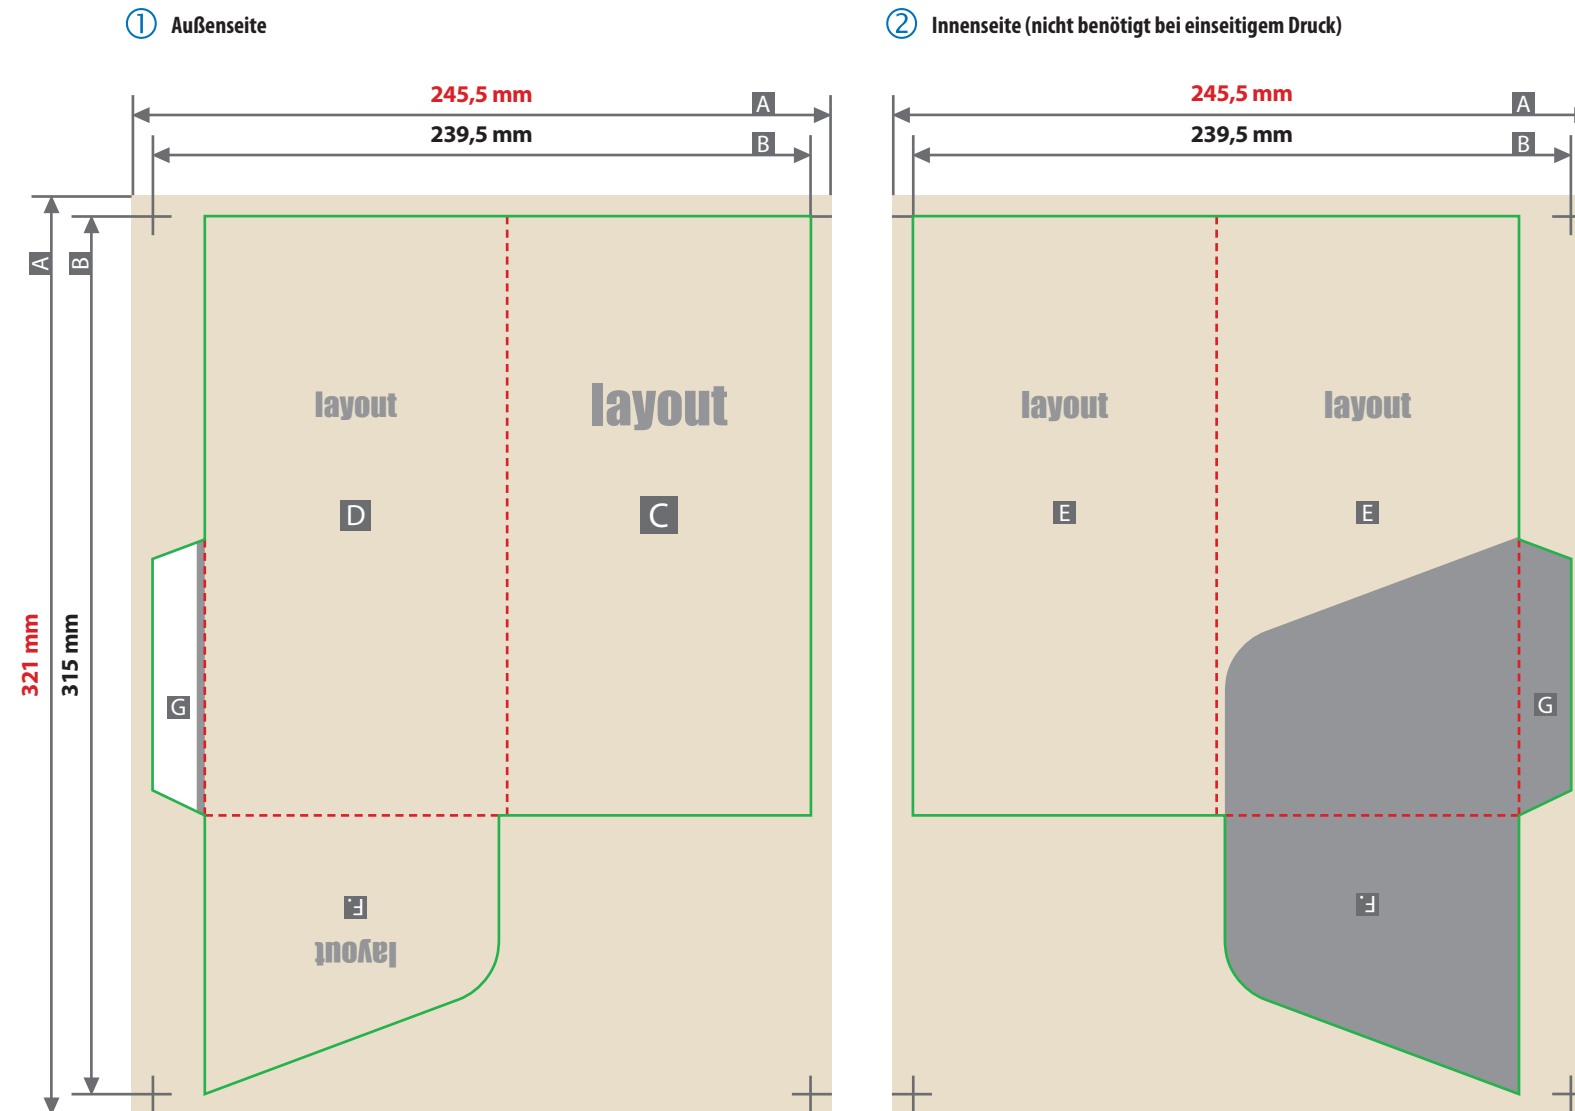 ① Außenseite
② Innenseite (nicht benötigt bei einseitigem Druck)
245,5 mm
A
239,5 mm
B
245,5 mm
A
239,5 mm
B
A
B
321 mm
315 mm
layout
layout
D
C
G
F.
layout
layout
layout
E
E
G
F.